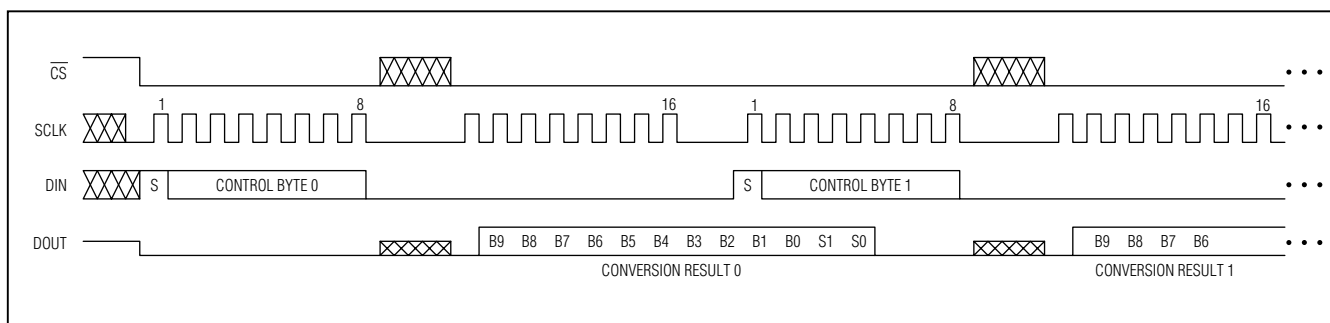 CS
SCLK
1 8 16 1 8 16
DIN
S CONTROL BYTE 0 S CONTROL BYTE 1
DOUT
B9 B8 B7 B6 B5 B4 B3 B2 B1 B0 S1 S0 B9 B8 B7 B6
CONVERSION RESULT 0 CONVERSION RESULT 1